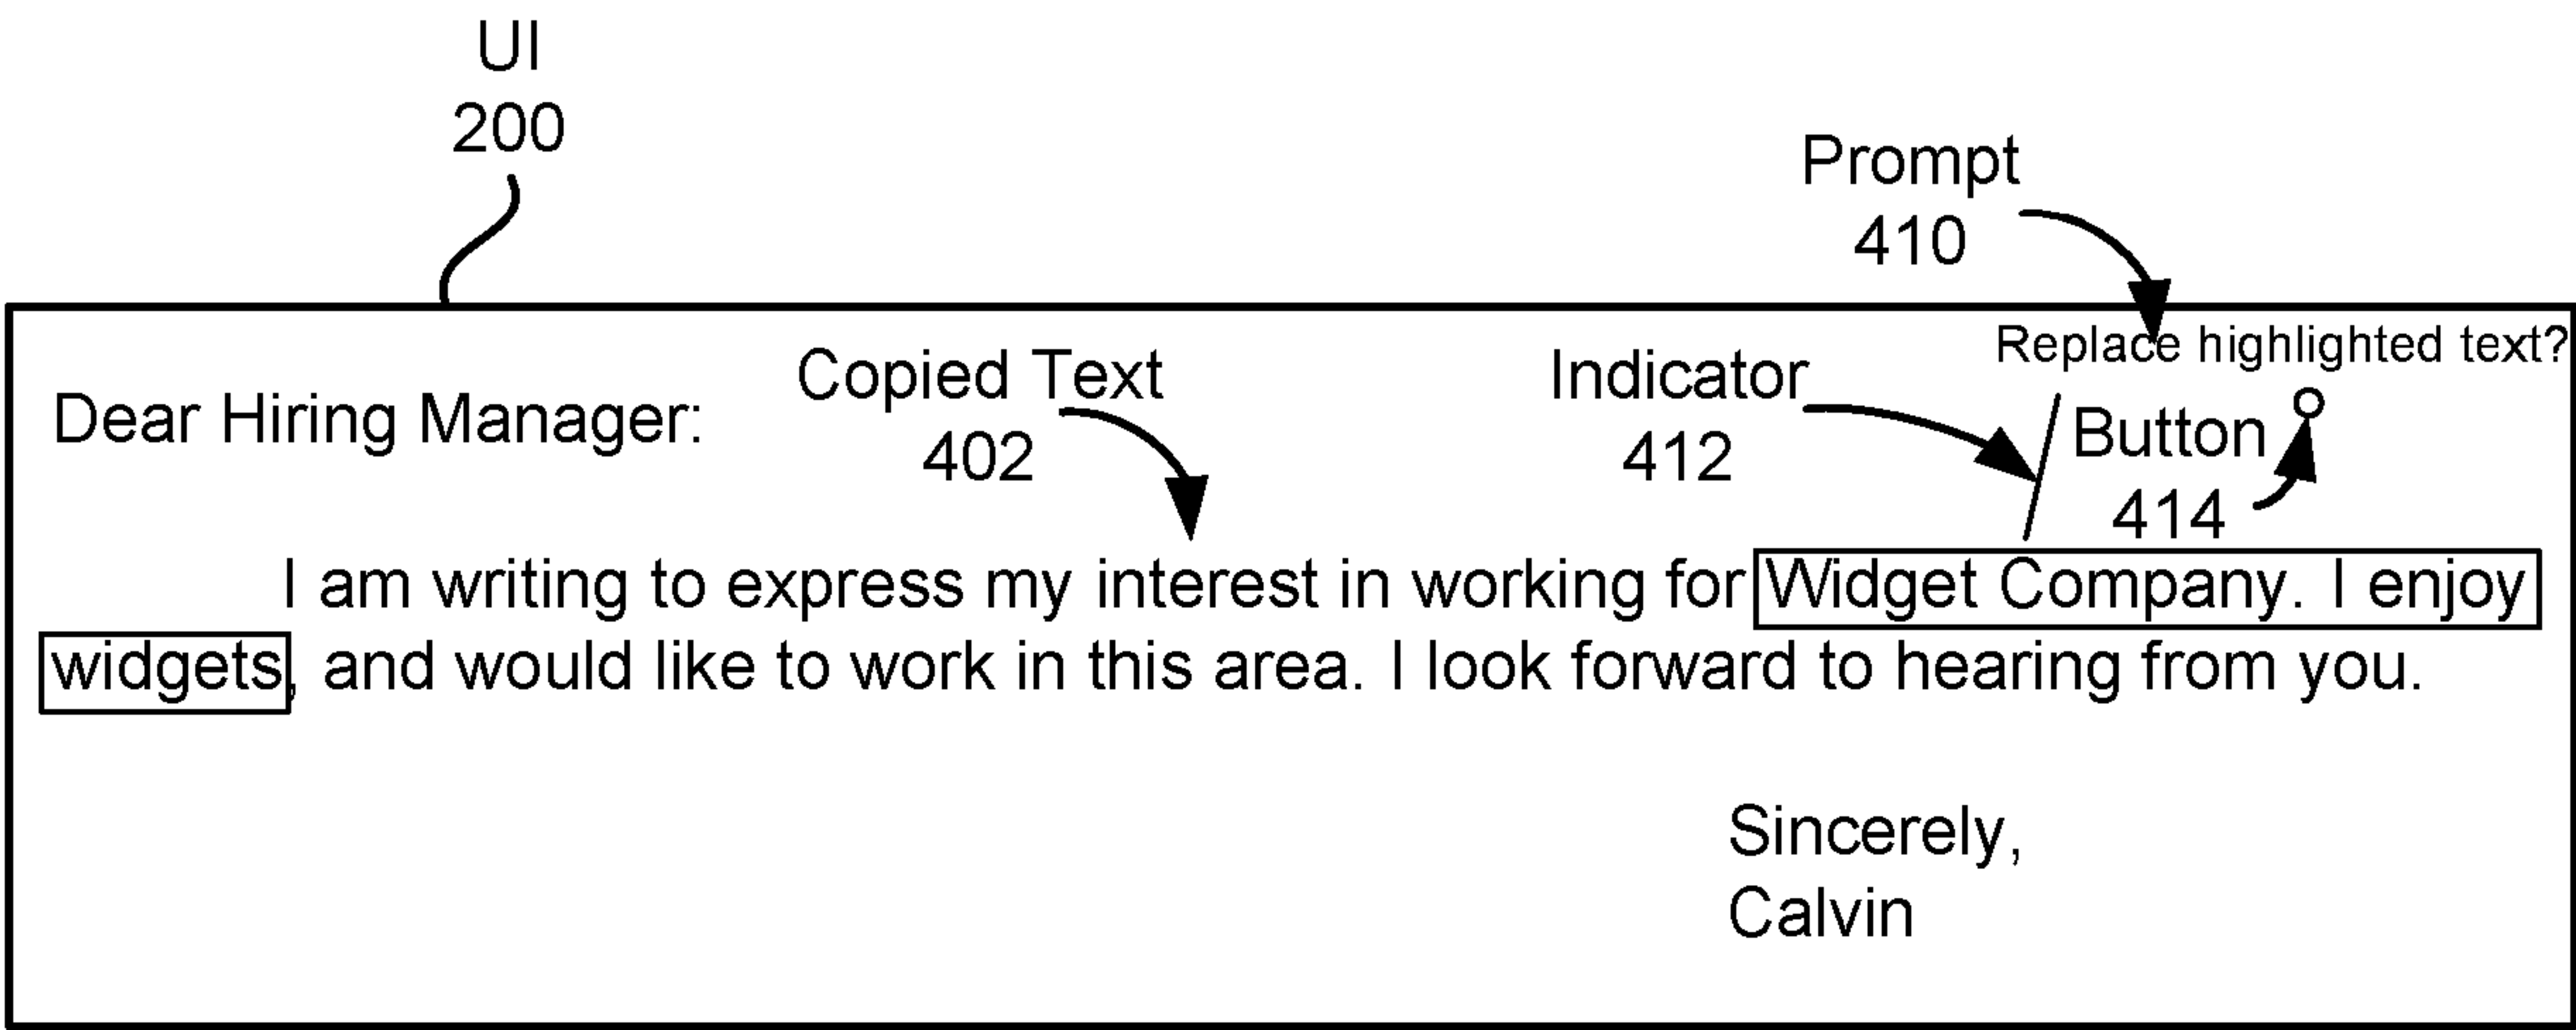 UI
200
Prompt
410
Replace highlighted text?
Copied Text
402
Indicator
412
Button
414
Dear Hiring Manager:
I am writing to express my interest in working for Widget Company. I enjoy
widgets, and would like to work in this area. I look forward to hearing from you.
Sincerely,
Calvin